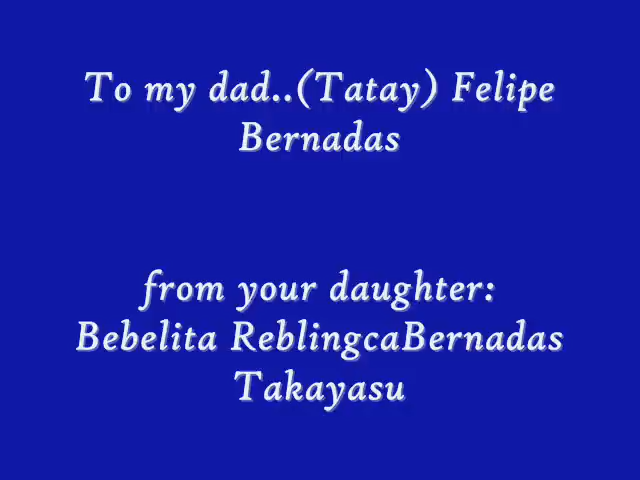 To my dad..(Tatay) Felipe
Bernadas
from your daughter:
Bebelita ReblingcaBernadas
Takayasu